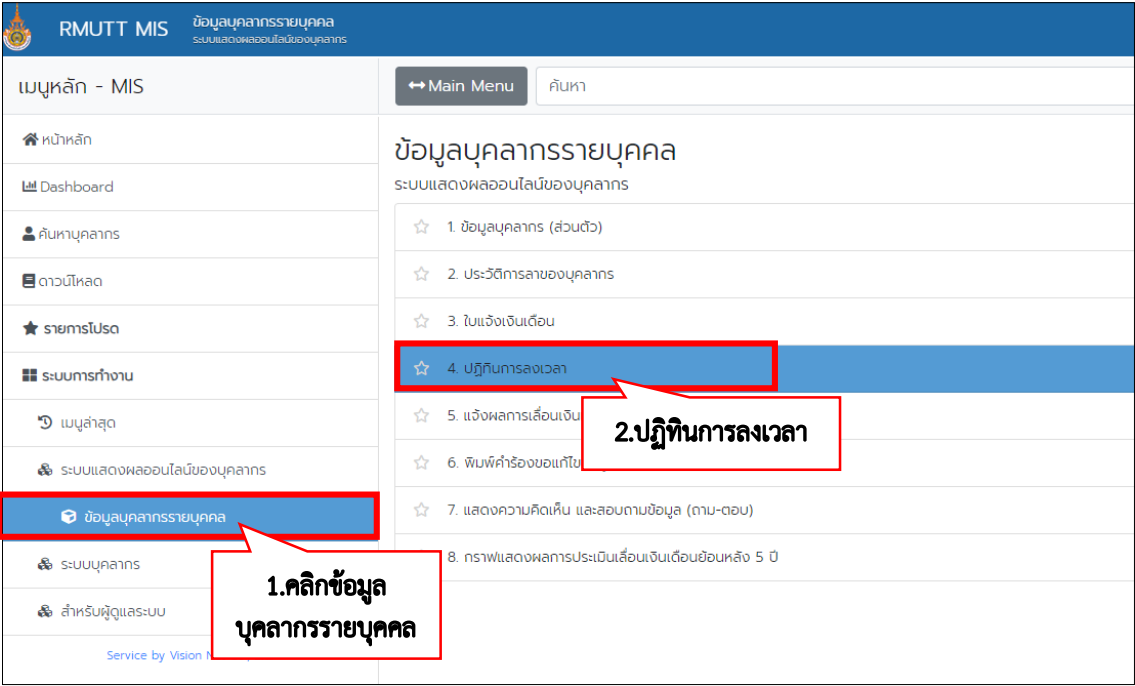 RMUTT MIS
ข้อมูลบุคลากรรายบุคคล
ระบบแสดงผลออนไลน์ของบุคลากร
เมนูหลัก - MIS
Main Menu
ค้นหา
หน้าหลัก
Dashboard
ค้นหาบุคลากร
ดาวน์โหลด
รายการโปรด
ระบบการทำงาน
เมนูล่าสุด
ระบบแสดงผลออนไลน์ของบุคลากร
ข้อมูลบุคลากรรายบุคคล
ระบบบุคลากร
สำหรับผู้ดูแลระบบ
Service by Vision
ข้อมูลบุคลากรรายบุคคล
ระบบแสดงผลออนไลน์ของบุคลากร
1. ข้อมูลบุคลากร (ส่วนตัว)
2. ประวัติการลาของบุคลากร
3. ใบแจ้งเงินเดือน
4. ปฏิทินการลงเวลา
5. แจ้งผลการเลื่อนเงิน
6. พิมพ์คำร้องขอแก้ไข
7. แสดงความคิดเห็น และสอบถามข้อมูล (ถาม-ตอบ)
8. กราฟแสดงผลการประเมินเลื่อนเงินเดือนย้อนหลัง 5 ปี
2.ปฏิทินการลงเวลา
1.คลิกข้อมูล
บุคลากรรายบุคคล